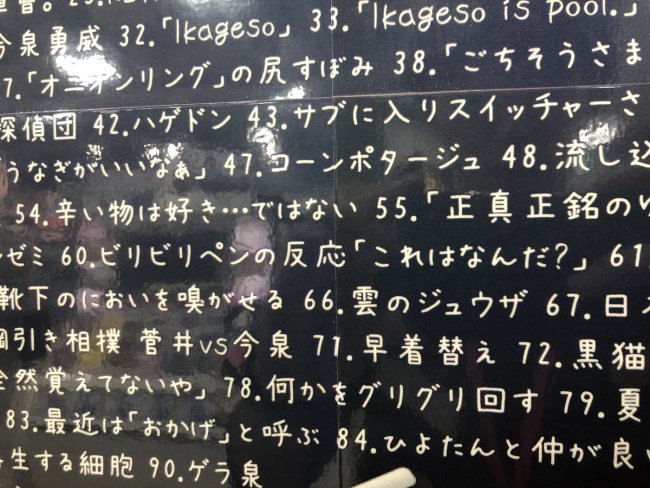 今泉勇威 32.「Ikageso」 33.「Ikageso is pool.」
7.「オニオンリング」の尻すぼみ 38.「ごちそうさま
探偵団 42.ハゲドン 43.サブに入りスイッチャーさ
うなぎがいいなぁ」 47.コーンポタージュ 48.流し込
54.辛い物は好き…ではない 55.「正真正銘の
ゼミ 60.ビリビリペンの反応「これはなんだ?」 61
靴下のにおいを嗅がせる 66.雲のジュウザ 67.日
綱引き相撲 菅井vs今泉 71.早着替え 72.黒猫
全然覚えてないや」 78.何かをグリグリ回す 79.夏
83.最近は「おかげ」と呼ぶ 84.ひよたんと仲が良
生する細胞 90.ゲラ泉